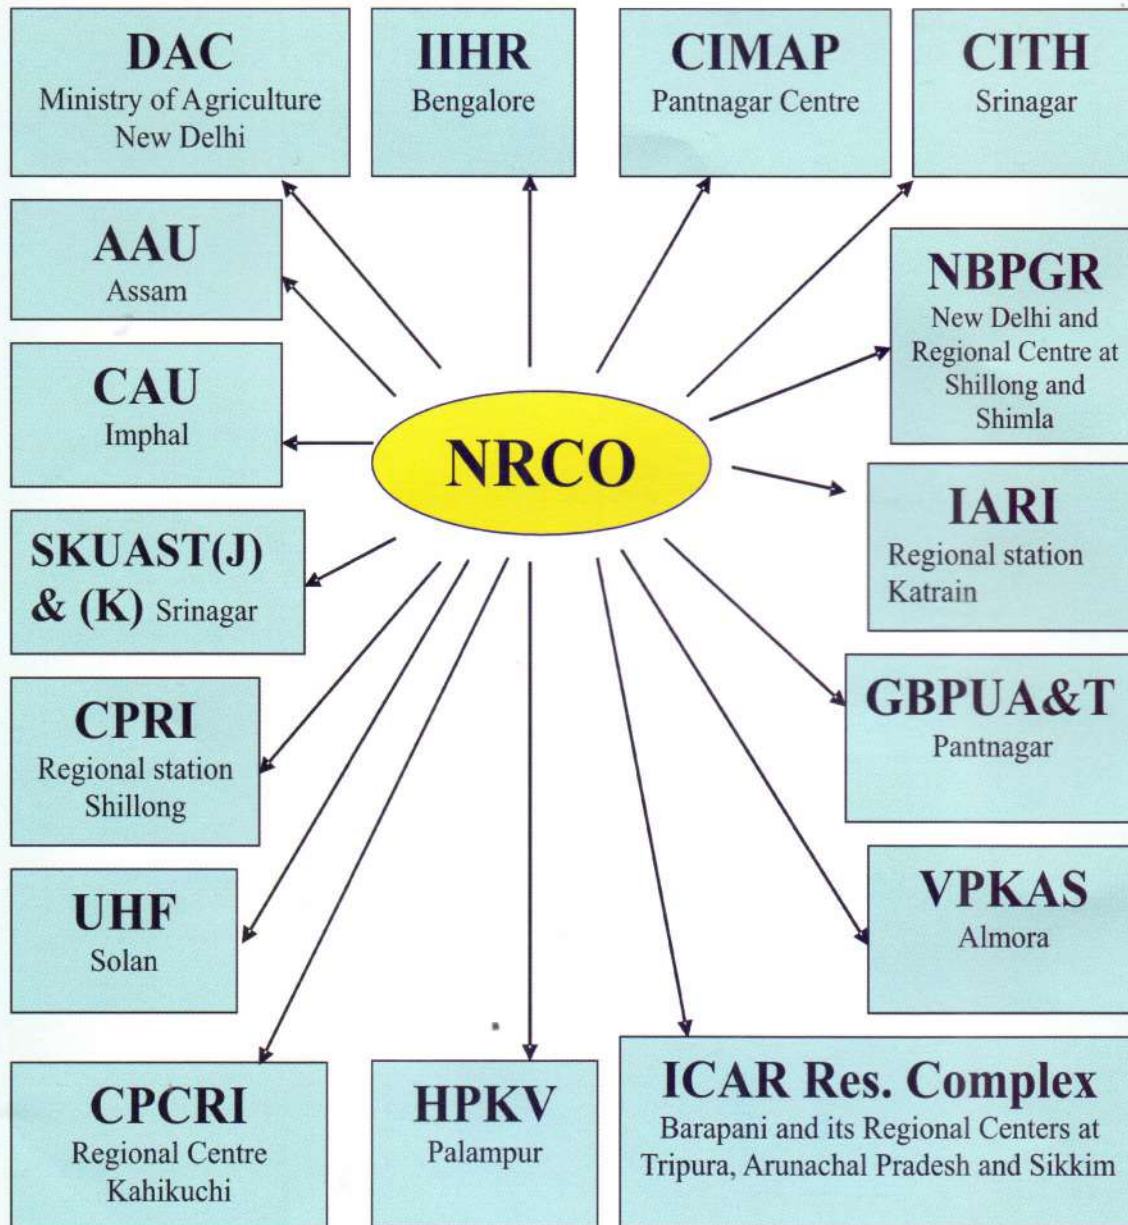 DAC
Ministry of Agriculture
New Delhi
IIHR
Bengalore
CIMAP
Pantnagar Centre
CITH
Srinagar
AAU
Assam
NBPGR
New Delhi and
Regional Centre at
Shillong and
Shimla
CAU
Imphal
NRCO
IARI
Regional station
Katrain
SKUAST(J)
& (K) Srinagar
GBPUA&T
Pantnagar
CPRI
Regional station
Shillong
VPKAS
Almora
UHF
Solan
CPCRI
Regional Centre
Kahikuchi
HPKV
Palampur
ICAR Res. Complex
Barapani and its Regional Centers at
Tripura, Arunachal Pradesh and Sikkim